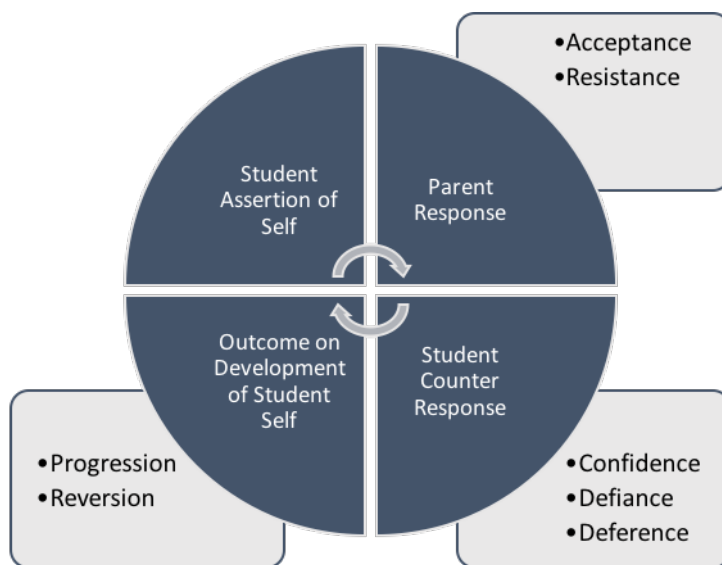 •Acceptance
•Resistance
Student
Assertion of
Self
Parent
Response
Outcome on
Development
of Student
Self
Student
Counter
Response
•Progression
•Reversion
•Confidence
•Defiance
•Deference